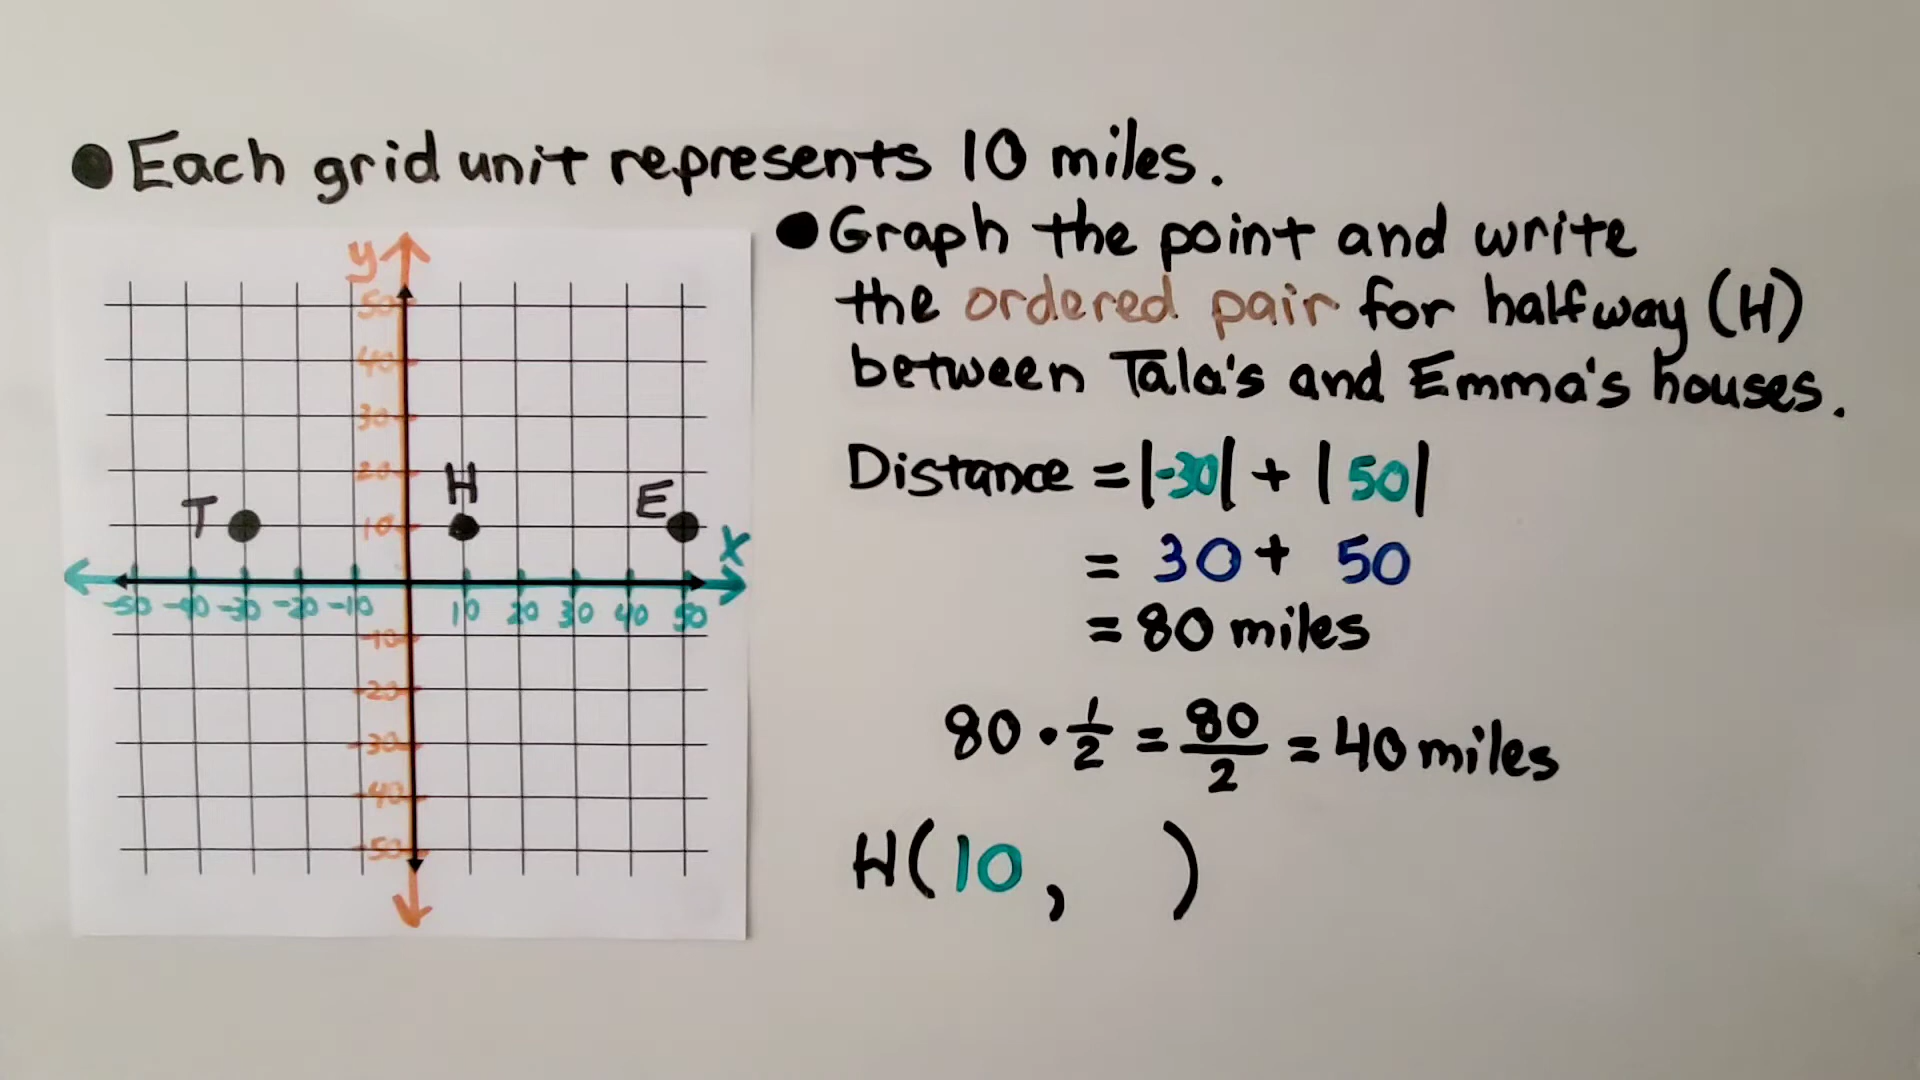 ● Each grid unit represents 10 miles.
● Graph the point and write
the ordered pair for halfway (H)
between Tala's and Emma's houses.
Distance = |-30| + |50|
= 30 + 50
= 80 miles
80 · 1/2 = 80/2 = 40 miles
H(10, )
y
50
40
30
20
10
T H E
x
-50 -40 -30 -20 -10 10 20 30 40 50
-10
-20
-30
-40
-50